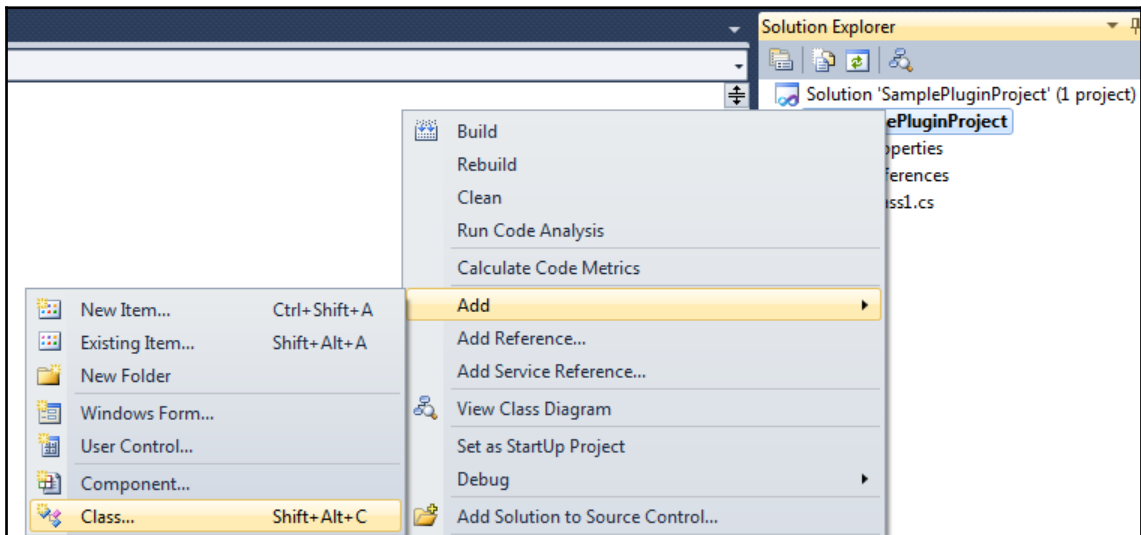 Solution Explorer
Solution 'SamplePluginProject' (1 project)
ePluginProject
perties
ferences
ss1.cs
Build
Rebuild
Clean
Run Code Analysis
Calculate Code Metrics
Add
Add Reference...
Add Service Reference...
View Class Diagram
Set as StartUp Project
Debug
Add Solution to Source Control...
New Item... Ctrl+Shift+A
Existing Item... Shift+Alt+A
New Folder
Windows Form...
User Control...
Component...
Class... Shift+Alt+C